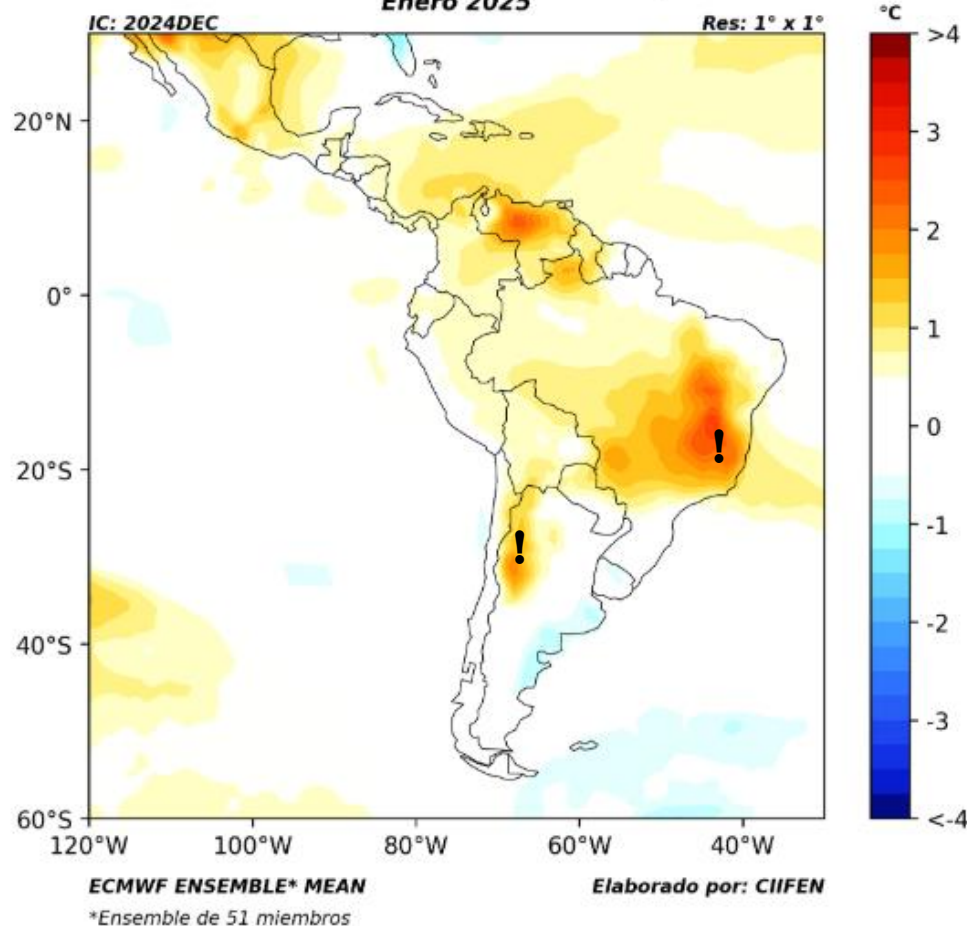 Enero 2025
IC: 2024DEC
Res: 1° x 1°
°C
>4
3
2
1
0
-1
-2
-3
<-4
20°N
0°
20°S
40°S
60°S
!
!
120°W 100°W 80°W 60°W 40°W
ECMWF ENSEMBLE* MEAN
Elaborado por: CIIFEN
*Ensemble de 51 miembros